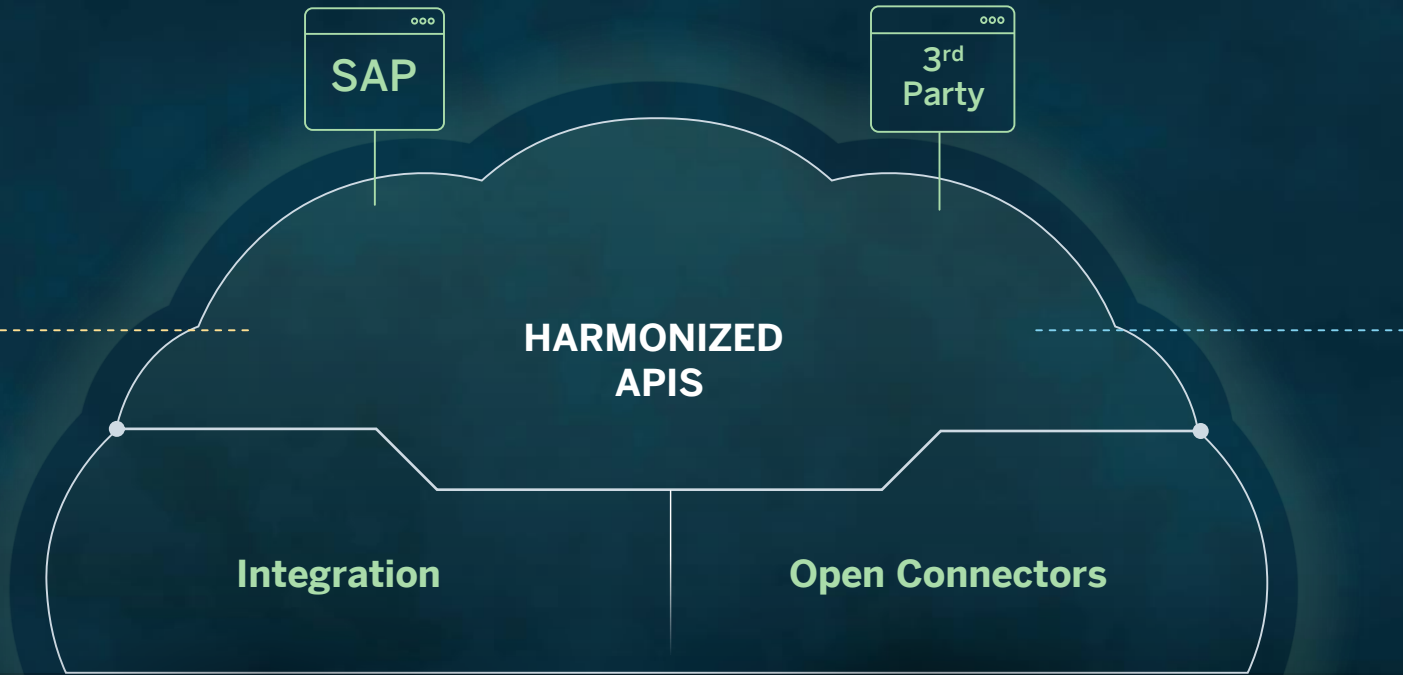 SAP
3rd
Party
HARMONIZED
APIS
Integration
Open Connectors